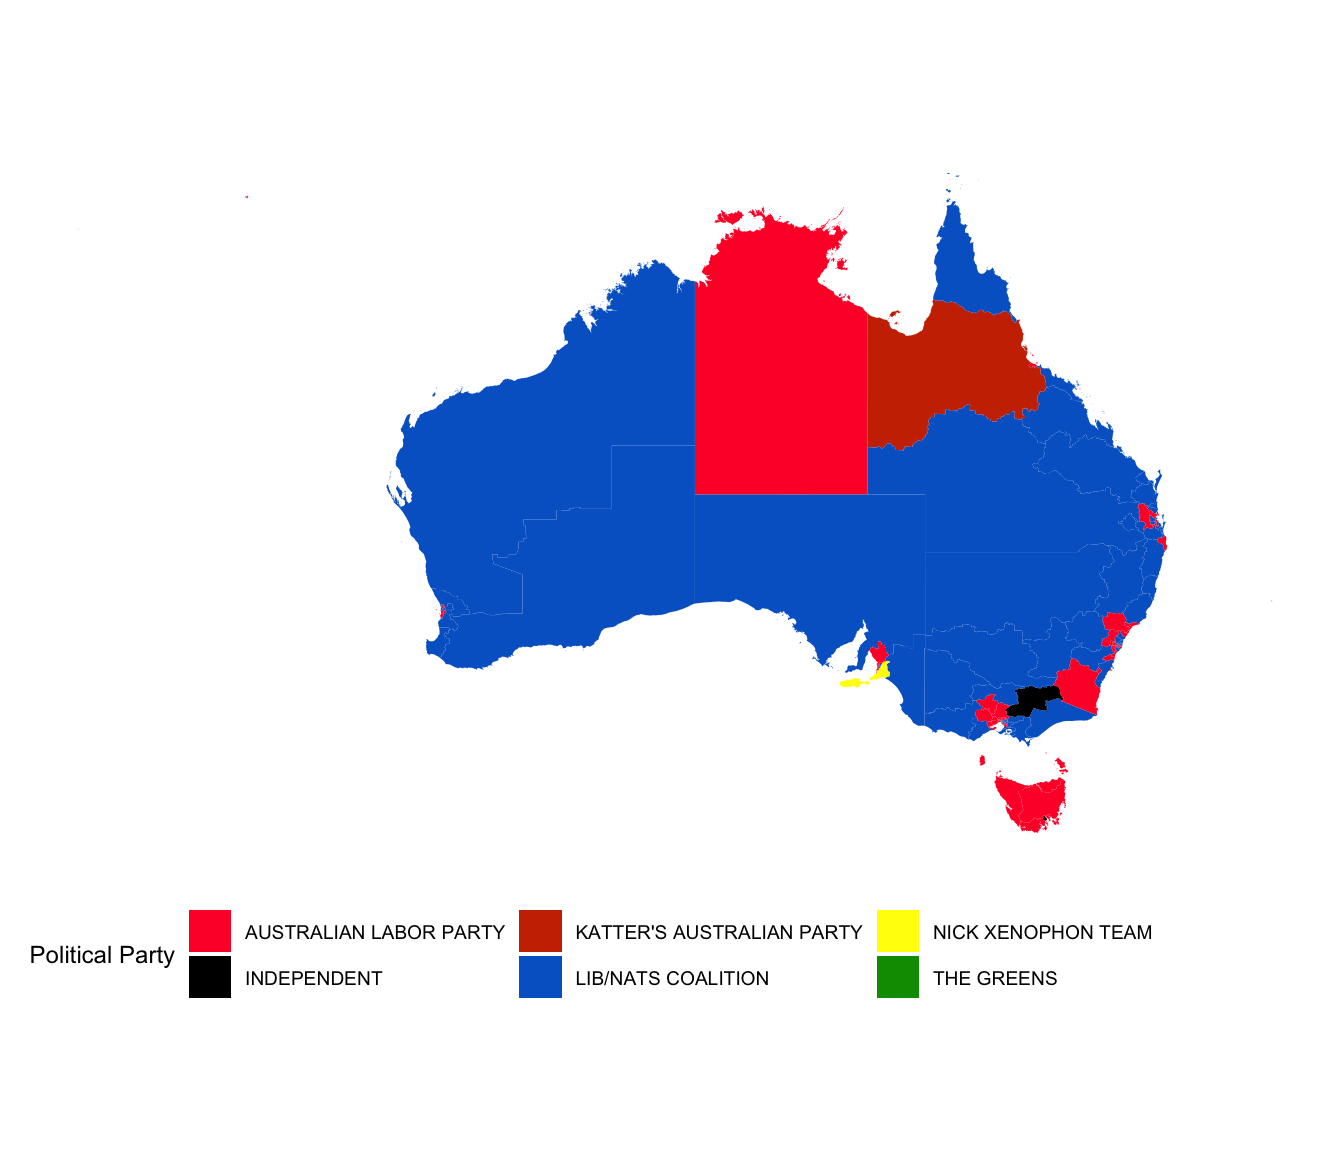 AUSTRALIAN LABOR PARTY KATTER'S AUSTRALIAN PARTY NICK XENOPHON TEAM
Political Party
INDEPENDENT LIB/NATS COALITION THE GREENS